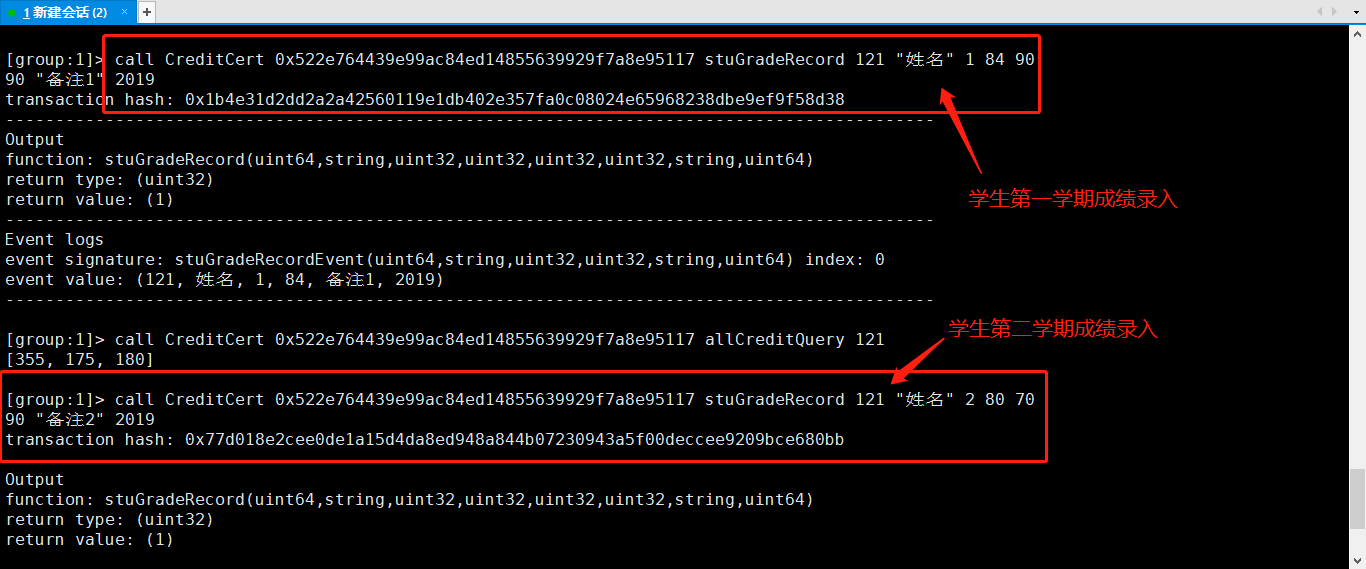 1 新建会话 (2) × +
[group:1]> call CreditCert 0x522e764439e99ac84ed14855639929f7a8e95117 stuGradeRecord 121 "姓名" 1 84 90
90 "备注1" 2019
transaction hash: 0x1b4e31d2dd2a2a42560119e1db402e357fa0c08024e65968238dbe9ef9f58d38
---------------------------------------------------------------------------------------------
Output
function: stuGradeRecord(uint64,string,uint32,uint32,uint32,uint32,string,uint64)
return type: (uint32)
return value: (1)
学生第一学期成绩录入
---------------------------------------------------------------------------------------------
Event logs
event signature: stuGradeRecordEvent(uint64,string,uint32,uint32,string,uint64) index: 0
event value: (121, 姓名, 1, 84, 备注1, 2019)
---------------------------------------------------------------------------------------------
学生第二学期成绩录入
[group:1]> call CreditCert 0x522e764439e99ac84ed14855639929f7a8e95117 allCreditQuery 121
[355, 175, 180]
[group:1]> call CreditCert 0x522e764439e99ac84ed14855639929f7a8e95117 stuGradeRecord 121 "姓名" 2 80 70
90 "备注2" 2019
transaction hash: 0x77d018e2cee0de1a15d4da8ed948a844b07230943a5f00deccee9209bce680bb
Output
function: stuGradeRecord(uint64,string,uint32,uint32,uint32,uint32,string,uint64)
return type: (uint32)
return value: (1)